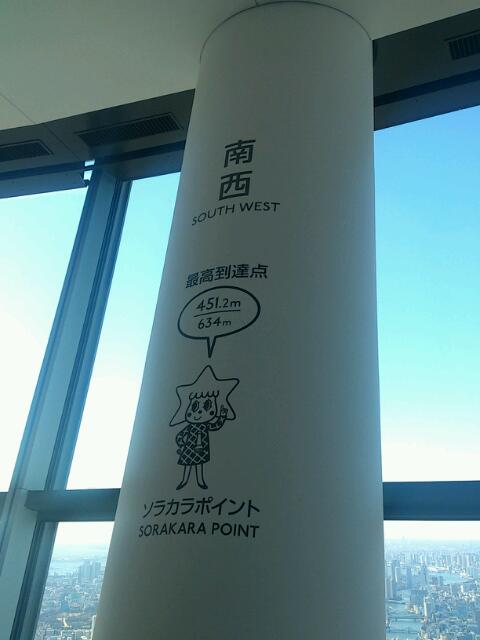 南
西
SOUTH WEST
最高到達点
451.2m
634m
ソラカラポイント
SORAKARA POINT